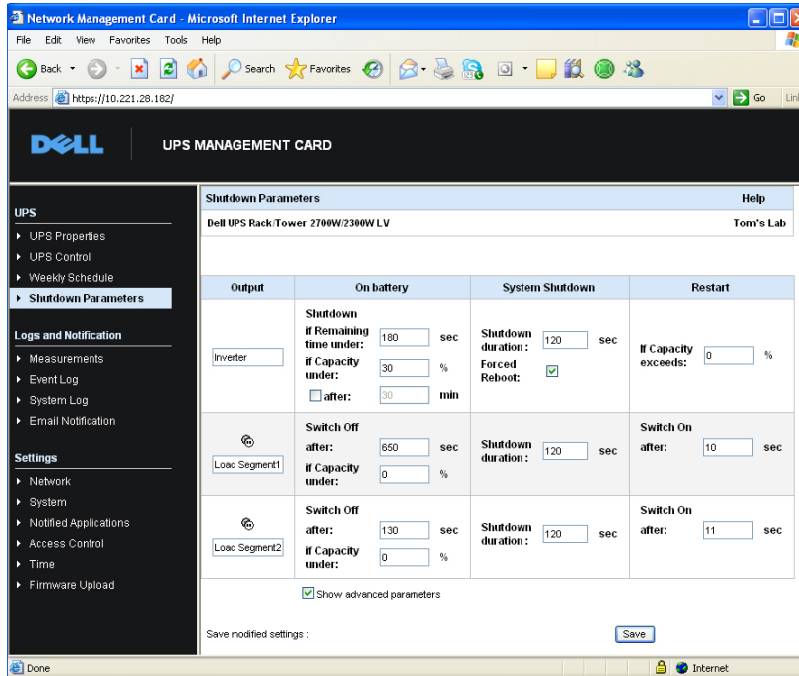 Network Management Card - Microsoft Internet Explorer
File Edit View Favorites Tools Help
Back Search Favorites
Address https://10.221.28.182/ Go Lin
DELL UPS MANAGEMENT CARD
UPS
UPS Properties
UPS Control
Weekly Schedule
Shutdown Parameters
Logs and Notification
Measurements
Event Log
System Log
Email Notification
Settings
Network
System
Notified Applications
Access Control
Time
Firmware Upload
Shutdown Parameters Help
Dell UPS Rack/Tower 2700W/2300W LV Tom's Lab
Output On battery System Shutdown Restart
Inverter
Shutdown
if Remaining time under: 180 sec
if Capacity under: 30 %
after: 30 min
Shutdown duration: 120 sec
Forced Reboot:
If Capacity exceeds: 0 %
Loac Segment1
Switch Off
after: 650 sec
if Capacity under: 0 %
Shutdown duration: 120 sec
Switch On
after: 10 sec
Loac Segment2
Switch Off
after: 130 sec
if Capacity under: 0 %
Shutdown duration: 120 sec
Switch On
after: 11 sec
Show advanced parameters
Save nodified settings : Save
Done Internet